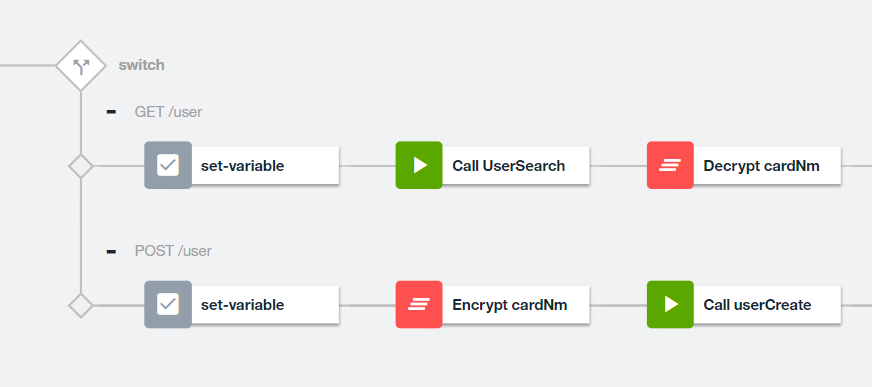 switch
GET /user
set-variable
Call UserSearch
Decrypt cardNm
POST /user
set-variable
Encrypt cardNm
Call userCreate